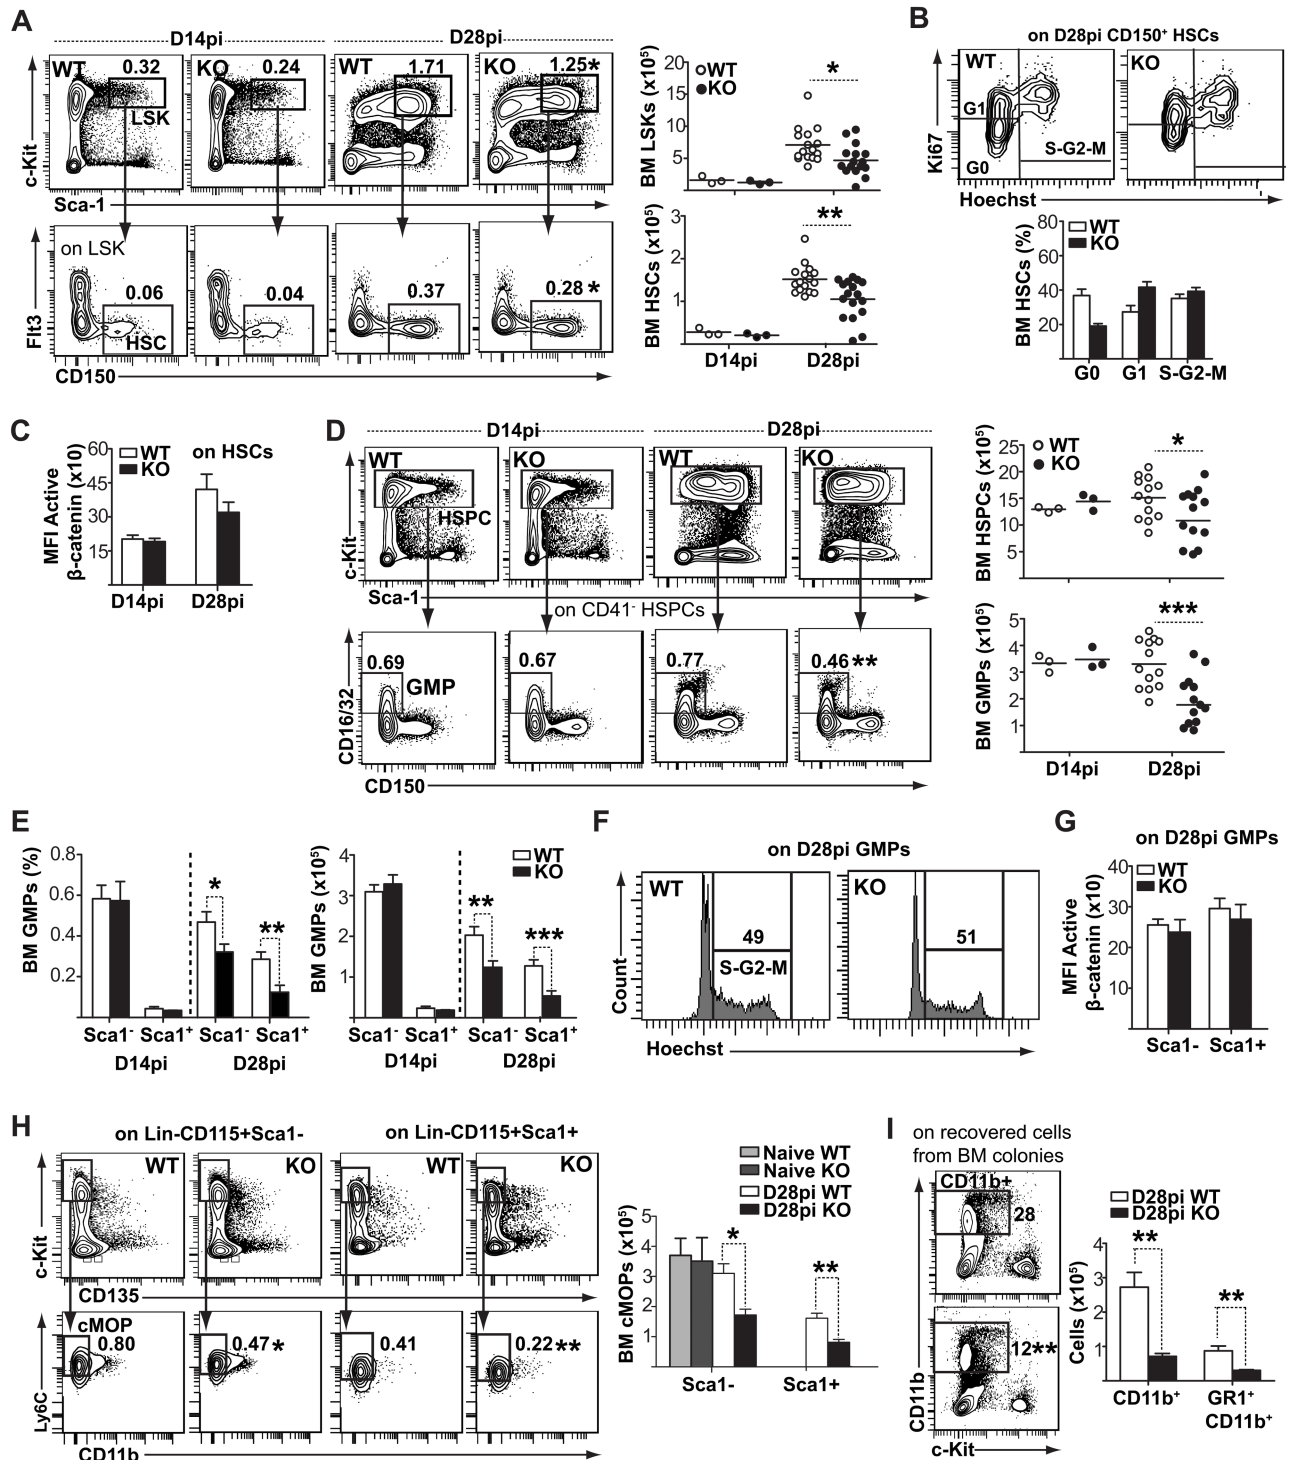 A
D14pi
D28pi
WT
0.32
LSK
KO
0.24
WT
1.71
KO
1.25*
c-Kit
Sca-1
on LSK
0.06
HSC
0.04
0.37
0.28 *
Flt3
CD150
BM LSKs (x10⁵)
20
15
10
5
WT
KO
*
BM HSCs (x10⁵)
3
2
1
**
D14pi
D28pi
B
on D28pi CD150⁺ HSCs
WT
KO
G1
G0
S-G2-M
Ki67
Hoechst
BM HSCs (%)
80
60
40
20
WT
KO
G0
G1
S-G2-M
C
on HSCs
MFI Active
β-catenin (x10)
60
45
30
15
WT
KO
D14pi
D28pi
D
D14pi
D28pi
WT
HSPC
KO
WT
KO
c-Kit
Sca-1
on CD41⁻ HSPCs
0.69
GMP
0.67
0.77
0.46 **
CD16/32
CD150
BM HSPCs (x10⁵)
25
20
15
10
5
WT
KO
*
BM GMPs (x10⁵)
5
4
3
2
1
***
D14pi
D28pi
E
BM GMPs (%)
0.8
0.6
0.4
0.2
*
**
Sca1⁻ Sca1⁺ Sca1⁻ Sca1⁺
D14pi
D28pi
BM GMPs (x10⁵)
4
3
2
1
WT
KO
**
***
Sca1⁻ Sca1⁺ Sca1⁻ Sca1⁺
D14pi
D28pi
F
on D28pi GMPs
WT
49
S-G2-M
KO
51
Count
Hoechst
G
on D28pi GMPs
MFI Active
β-catenin (x10)
40
30
20
10
WT
KO
Sca1- Sca1+
H
on Lin-CD115+Sca1-
on Lin-CD115+Sca1+
WT
KO
WT
KO
c-Kit
CD135
cMOP
0.80
0.47 *
0.41
0.22 **
Ly6C
CD11b
Naive WT
Naive KO
D28pi WT
D28pi KO
BM cMOPs (x10⁵)
5
4
3
2
1
*
**
Sca1-
Sca1+
I
on recovered cells
from BM colonies
CD11b+
28
12**
CD11b
c-Kit
D28pi WT
D28pi KO
Cells (x10⁵)
4
3
2
1
**
**
CD11b⁺
GR1⁺
CD11b⁺